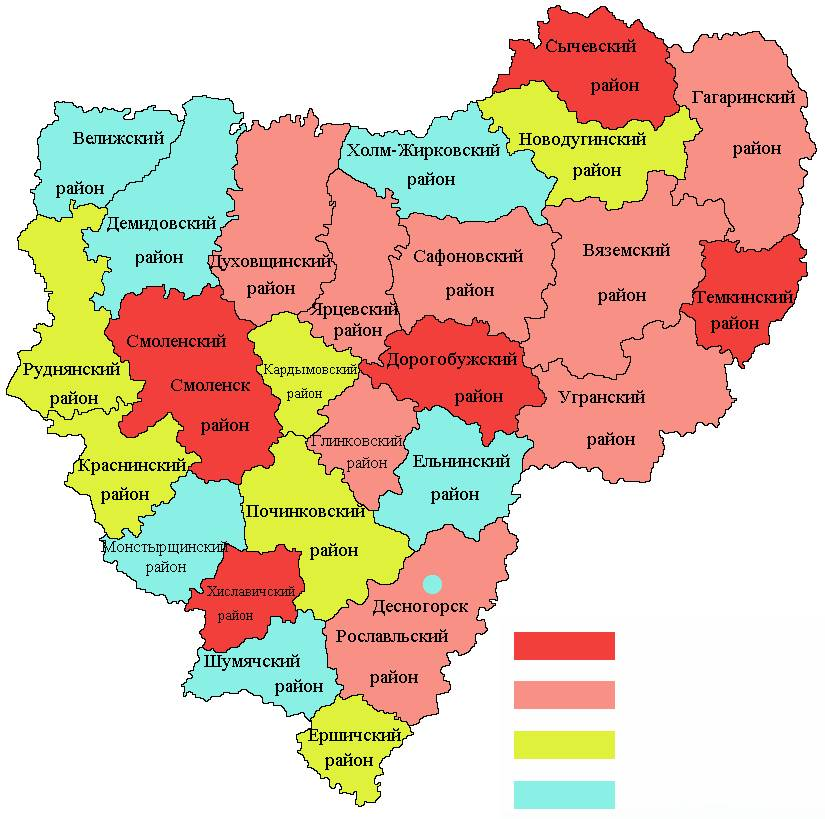 Сычевский
район
Гагаринский
район
Новодугинский
район
Велижский
район
Холм-Жирковский
район
Демидовский
район
Духовщинский
район
Сафоновский
район
Вяземский
район
Темкинский
район
Ярцевский
район
Смоленский
Смоленск
район
Кардымовский
район
Дорогобужский
район
Руднянский
район
Угранский
район
Глинковский
район
Ельнинский
район
Краснинский
район
Починковский
район
Монстырщинский
район
Хиславичский
район
Десногорск
Рославльский
район
Шумячский
район
Ершичский
район